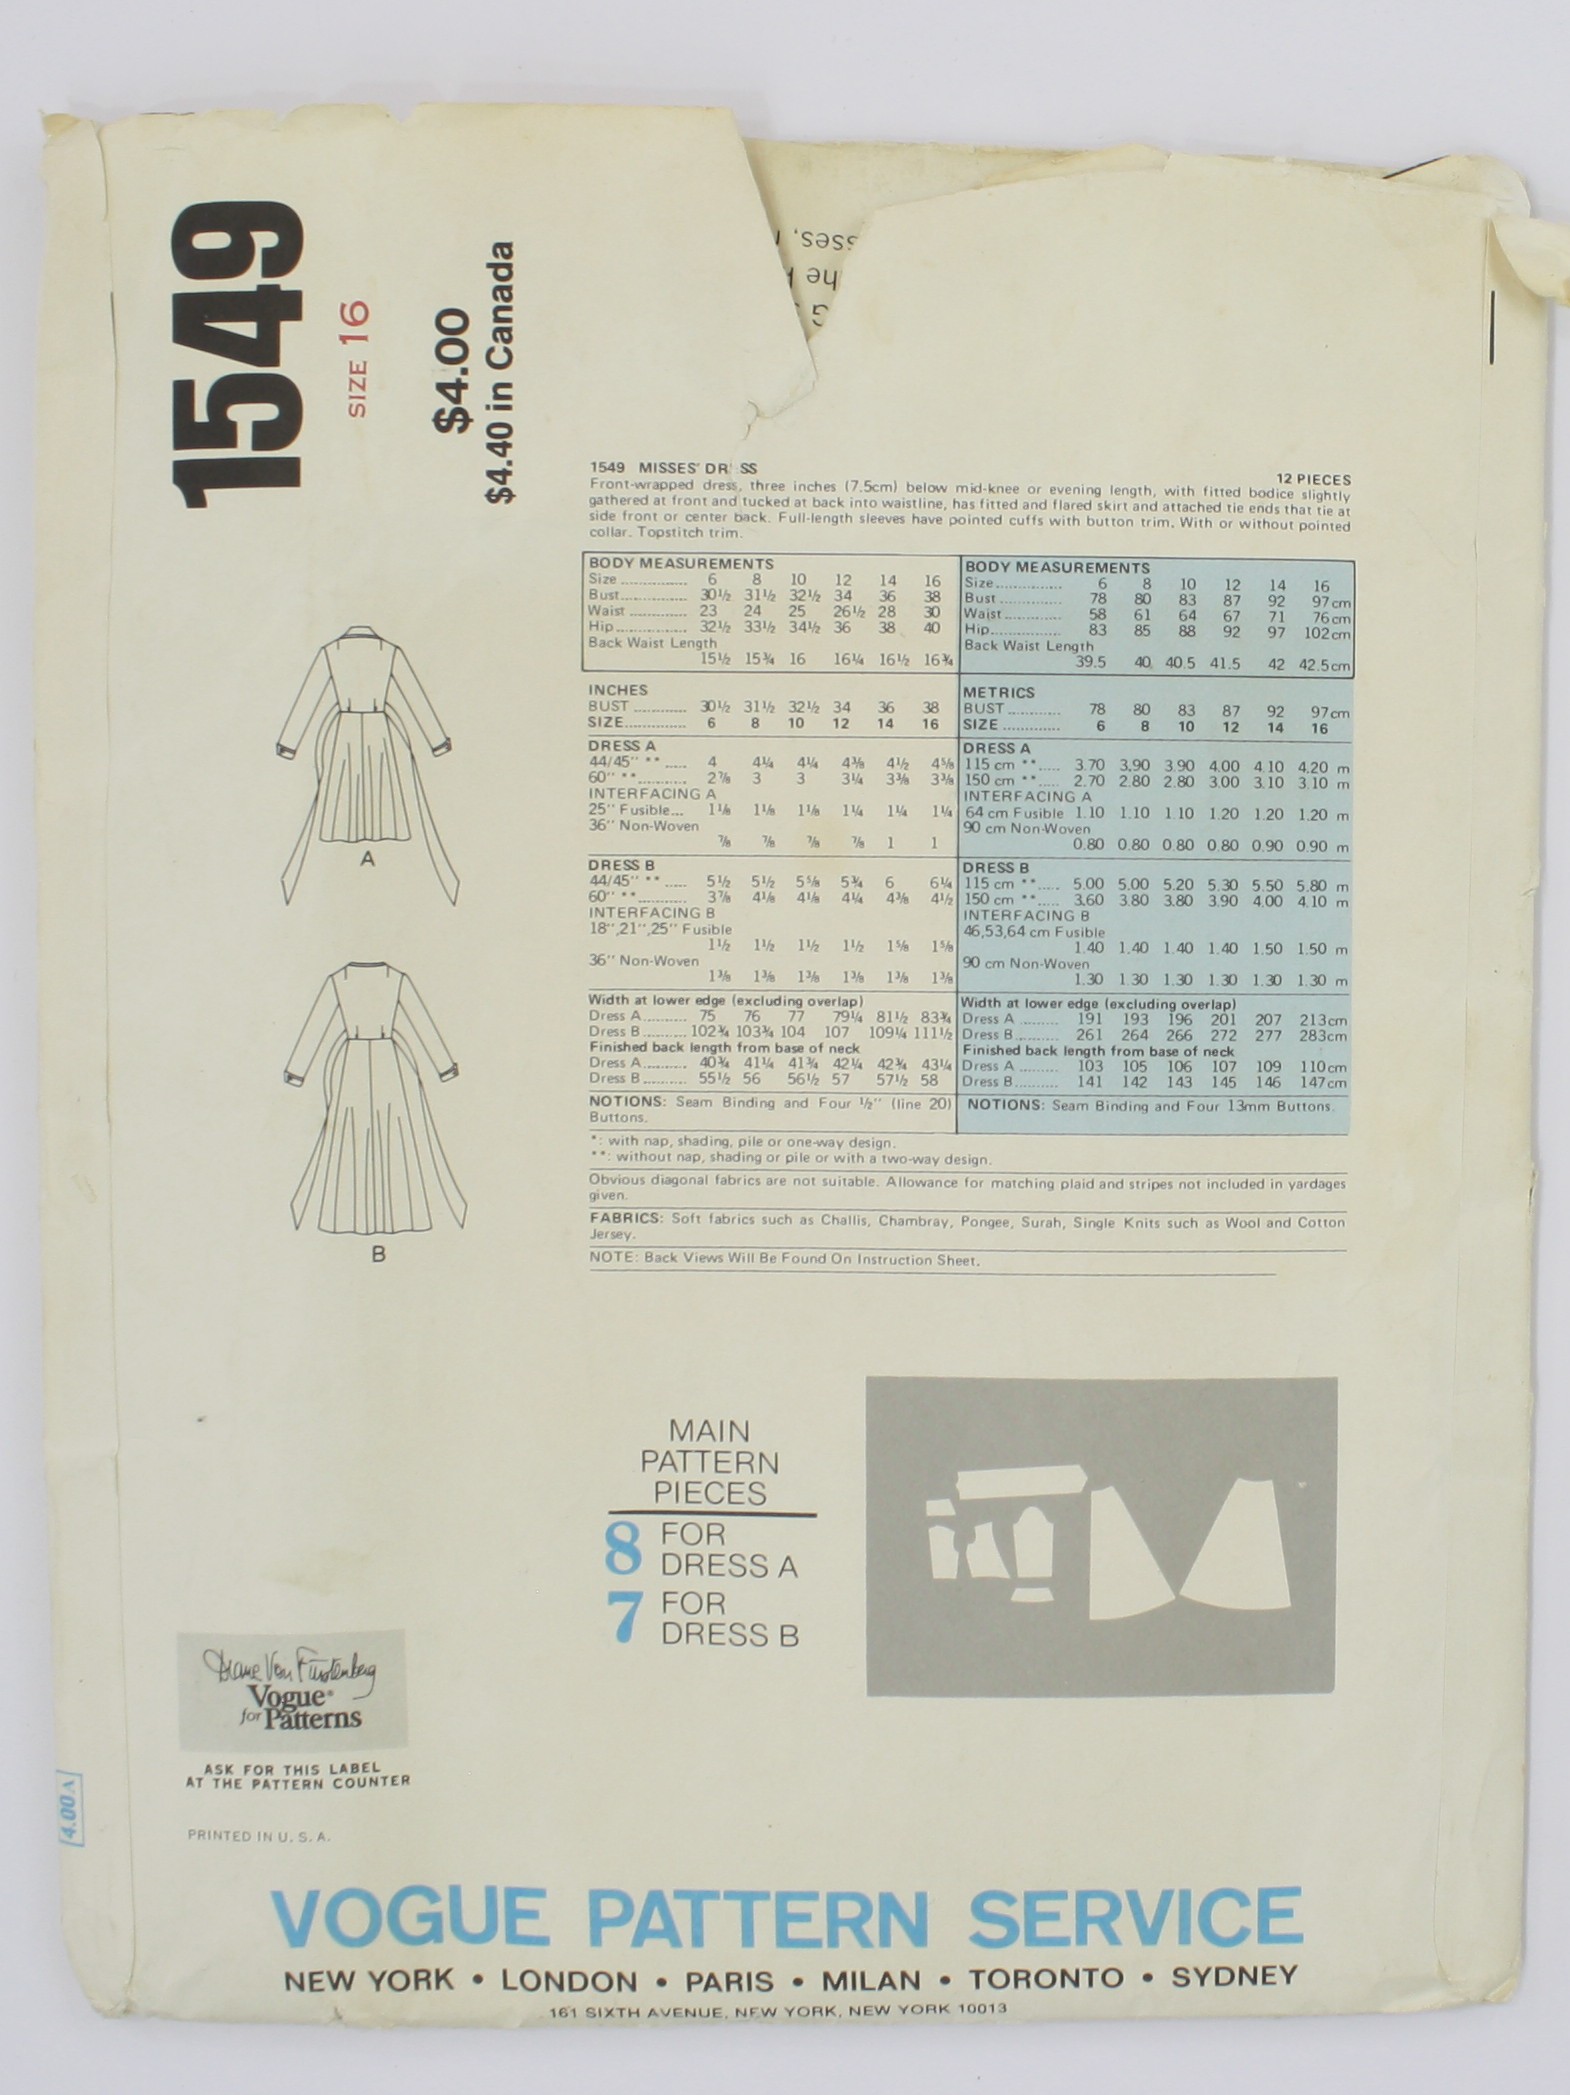 1549
SIZE 16
$4.00
$4.40 in Canada
1549 MISSES' DR SS
12 PIECES
Front-wrapped dress, three inches (7.5cm) below mid-knee or evening length, with fitted bodice slightly
gathered at front and tucked at back into waistline, has fitted and flared skirt and attached tie ends that tie at
side front or center back. Full-length sleeves have pointed cuffs with button trim. With or without pointed
collar. Topstitch trim.
BODY MEASUREMENTS
Size ................ 6 8 10 12 14 16
Bust................ 30½ 31½ 32½ 34 36 38
Waist .............. 23 24 25 26½ 28 30
Hip................. 32½ 33½ 34½ 36 38 40
Back Waist Length
15½ 15¾ 16 16¼ 16½ 16¾
INCHES
BUST ............ 30½ 31½ 32½ 34 36 38
SIZE.............. 6 8 10 12 14 16
DRESS A
44/45'' ** ..... 4 4¼ 4¼ 4⅜ 4½ 4⅝
60'' **........... 2⅞ 3 3 3¼ 3⅜ 3⅜
INTERFACING A
25'' Fusible... 1⅛ 1⅛ 1⅛ 1¼ 1¼ 1¼
36'' Non-Woven
⅞ ⅞ ⅞ ⅞ 1 1
DRESS B
44/45'' ** ..... 5½ 5½ 5⅝ 5¾ 6 6¼
60'' **........... 3⅞ 4⅛ 4⅛ 4¼ 4⅜ 4½
INTERFACING B
18'',21'',25'' Fusible
1½ 1½ 1½ 1½ 1⅝ 1⅝
36'' Non-Woven
1⅜ 1⅜ 1⅜ 1⅜ 1⅜ 1⅜
Width at lower edge (excluding overlap)
Dress A.......... 75 76 77 79¼ 81½ 83¾
Dress B.......... 102¾ 103¾ 104 107 109¼ 111½
Finished back length from base of neck
Dress A.......... 40¾ 41¼ 41¾ 42¼ 42¾ 43¼
Dress B.......... 55½ 56 56½ 57 57½ 58
NOTIONS: Seam Binding and Four ½'' (line 20)
Buttons.
BODY MEASUREMENTS
Size................ 6 8 10 12 14 16
Bust .............. 78 80 83 87 92 97cm
Waist............. 58 61 64 67 71 76cm
Hip................ 83 85 88 92 97 102cm
Back Waist Length
39.5 40 40.5 41.5 42 42.5cm
METRICS
BUST ............ 78 80 83 87 92 97cm
SIZE ............. 6 8 10 12 14 16
DRESS A
115 cm **..... 3.70 3.90 3.90 4.00 4.10 4.20 m
150 cm **..... 2.70 2.80 2.80 3.00 3.10 3.10 m
INTERFACING A
64 cm Fusible 1.10 1.10 1.10 1.20 1.20 1.20 m
90 cm Non-Woven
0.80 0.80 0.80 0.80 0.90 0.90 m
DRESS B
115 cm **..... 5.00 5.00 5.20 5.30 5.50 5.80 m
150 cm **..... 3.60 3.80 3.80 3.90 4.00 4.10 m
INTERFACING B
46,53,64 cm Fusible
1.40 1.40 1.40 1.40 1.50 1.50 m
90 cm Non-Woven
1.30 1.30 1.30 1.30 1.30 1.30 m
Width at lower edge (excluding overlap)
Dress A ......... 191 193 196 201 207 213cm
Dress B.......... 261 264 266 272 277 283cm
Finished back length from base of neck
Dress A ......... 103 105 106 107 109 110cm
Dress B.......... 141 142 143 145 146 147cm
NOTIONS: Seam Binding and Four 13mm Buttons.
*: with nap, shading, pile or one-way design.
**: without nap, shading or pile or with a two-way design.
Obvious diagonal fabrics are not suitable. Allowance for matching plaid and stripes not included in yardages
given.
FABRICS: Soft fabrics such as Challis, Chambray, Pongee, Surah, Single Knits such as Wool and Cotton
Jersey.
NOTE: Back Views Will Be Found On Instruction Sheet.
A
B
MAIN
PATTERN
PIECES
8 FOR
DRESS A
7 FOR
DRESS B
Diane Von Fürstenberg
Vogue®
for Patterns
ASK FOR THIS LABEL
AT THE PATTERN COUNTER
4.00A
PRINTED IN U. S. A.
VOGUE PATTERN SERVICE
NEW YORK • LONDON • PARIS • MILAN • TORONTO • SYDNEY
161 SIXTH AVENUE, NEW YORK, NEW YORK 10013